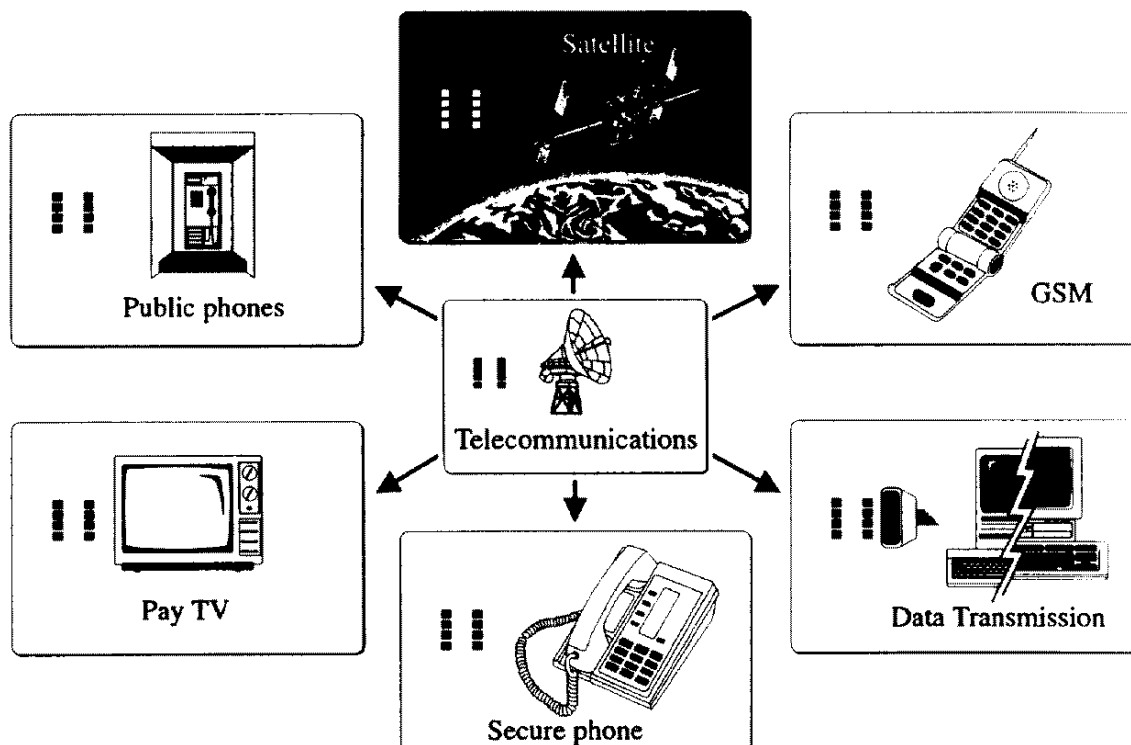 Satellite
Public phones
GSM
Telecommunications
Pay TV
Data Transmission
Secure phone